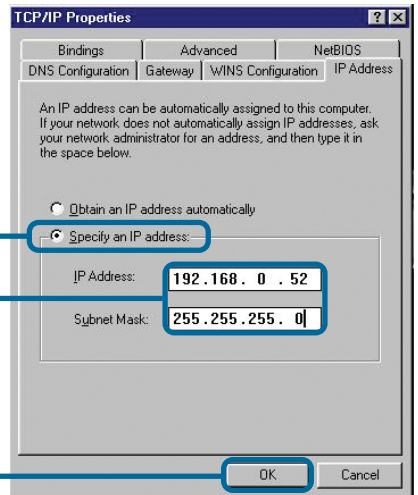 TCP/IP Properties ? X
Bindings Advanced NetBIOS
DNS Configuration Gateway WINS Configuration IP Address
An IP address can be automatically assigned to this computer.
If your network does not automatically assign IP addresses, ask
your network administrator for an address, and then type it in
the space below.
Obtain an IP address automatically
Specify an IP address:
IP Address: 192.168. 0 .52
Subnet Mask: 255.255.255. 0
OK Cancel